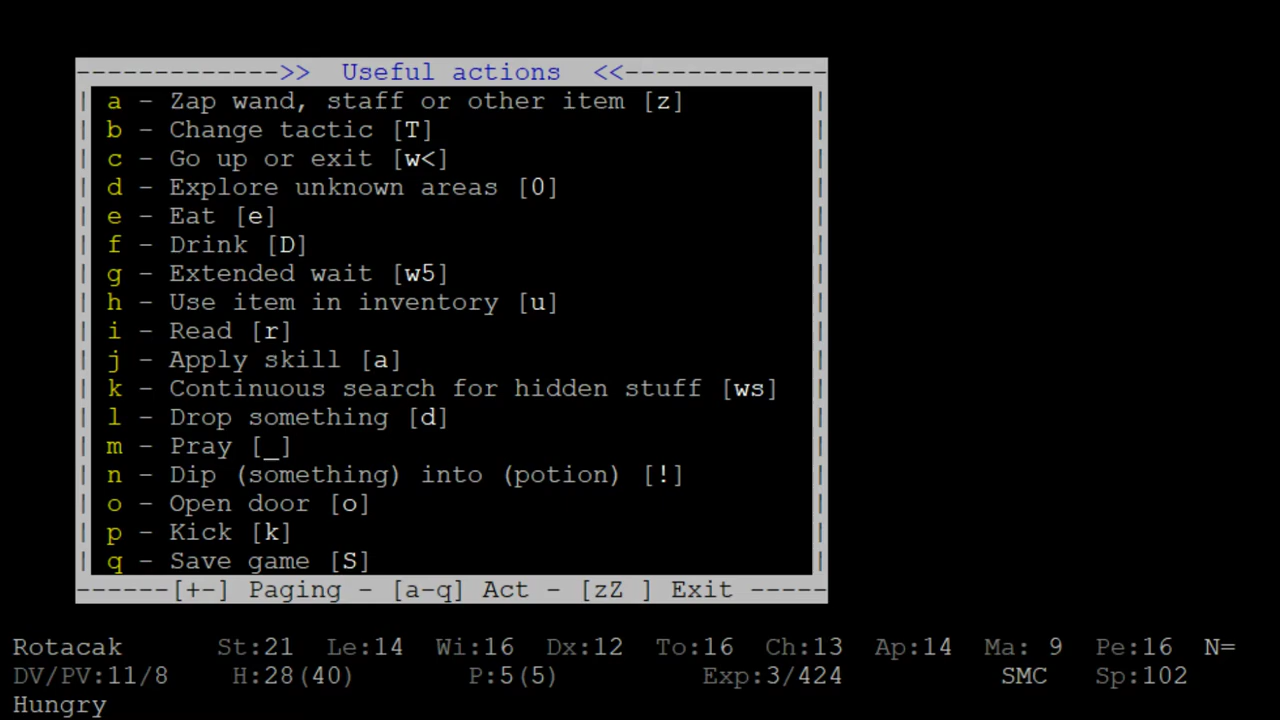 ------------->>  Useful actions  <<-------------
| a - Zap wand, staff or other item [z] |
| b - Change tactic [T] |
| c - Go up or exit [w<] |
| d - Explore unknown areas [0] |
| e - Eat [e] |
| f - Drink [D] |
| g - Extended wait [w5] |
| h - Use item in inventory [u] |
| i - Read [r] |
| j - Apply skill [a] |
| k - Continuous search for hidden stuff [ws] |
| l - Drop something [d] |
| m - Pray [_] |
| n - Dip (something) into (potion) [!] |
| o - Open door [o] |
| p - Kick [k] |
| q - Save game [S] |
------[+-] Paging - [a-q] Act - [zZ ] Exit -----
Rotacak St:21 Le:14 Wi:16 Dx:12 To:16 Ch:13 Ap:14 Ma: 9 Pe:16 N=
DV/PV:11/8 H:28(40) P:5(5) Exp:3/424 SMC Sp:102
Hungry